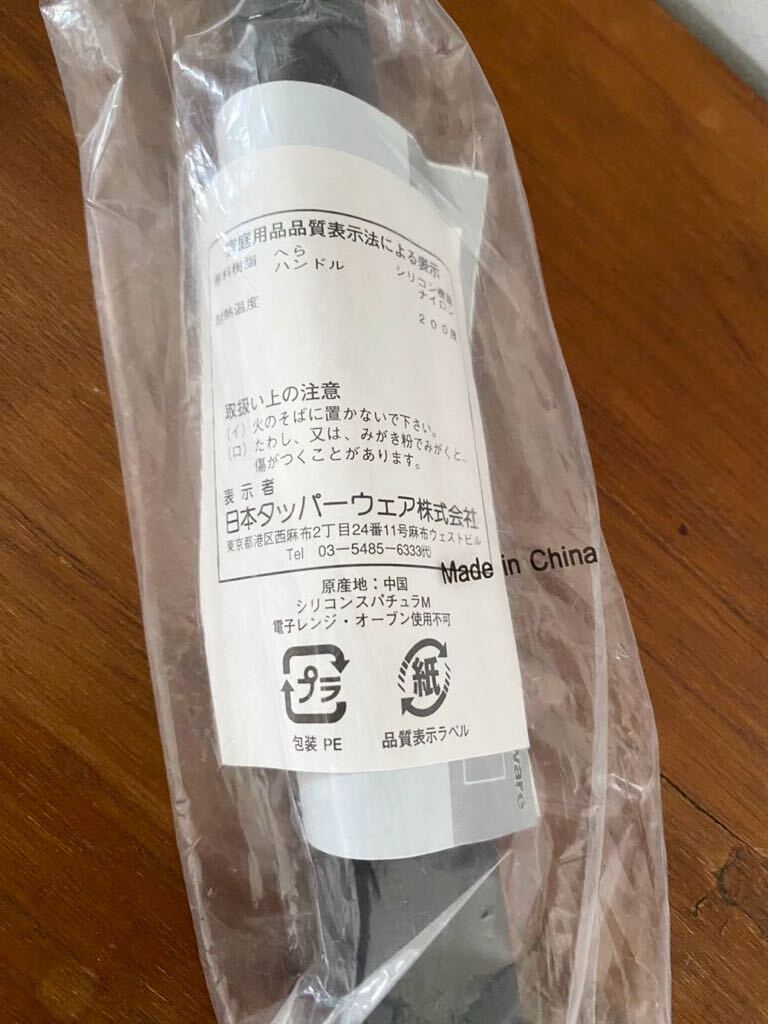 家庭用品品質表示法による表示
原料樹脂 へら シリコン樹脂
ハンドル ナイロン
耐熱温度 200度
取扱い上の注意
(イ) 火のそばに置かないで下さい。
(ロ) たわし、又は、みがき粉でみがくと、
傷がつくことがあります。
表示者
日本タッパーウェア株式会社
東京都港区西麻布2丁目24番11号麻布ウェストビル
Tel 03-5485-6333㈹
Made in China
原産地:中国
シリコンスパチュラM
電子レンジ・オーブン使用不可
プラ
紙
包装 PE
品質表示ラベル
ware